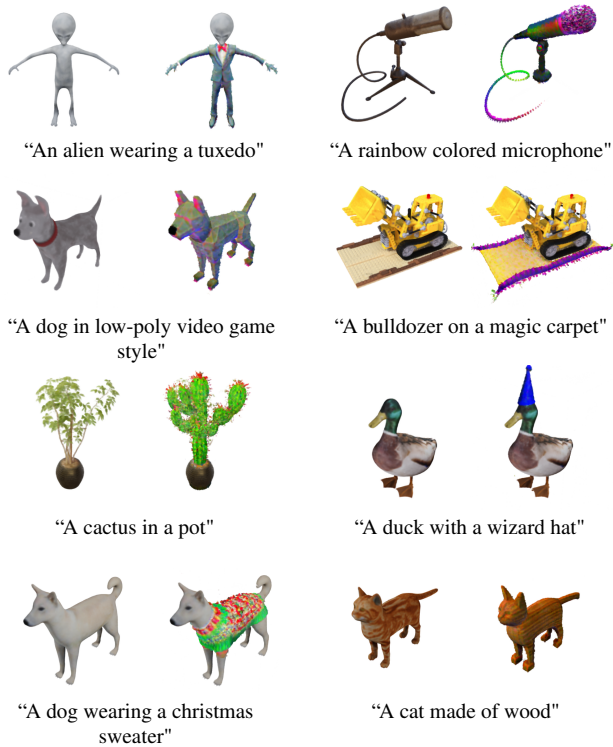 “An alien wearing a tuxedo"
“A rainbow colored microphone"
“A dog in low-poly video game
style"
“A bulldozer on a magic carpet"
“A cactus in a pot"
“A duck with a wizard hat"
“A dog wearing a christmas
sweater"
“A cat made of wood"